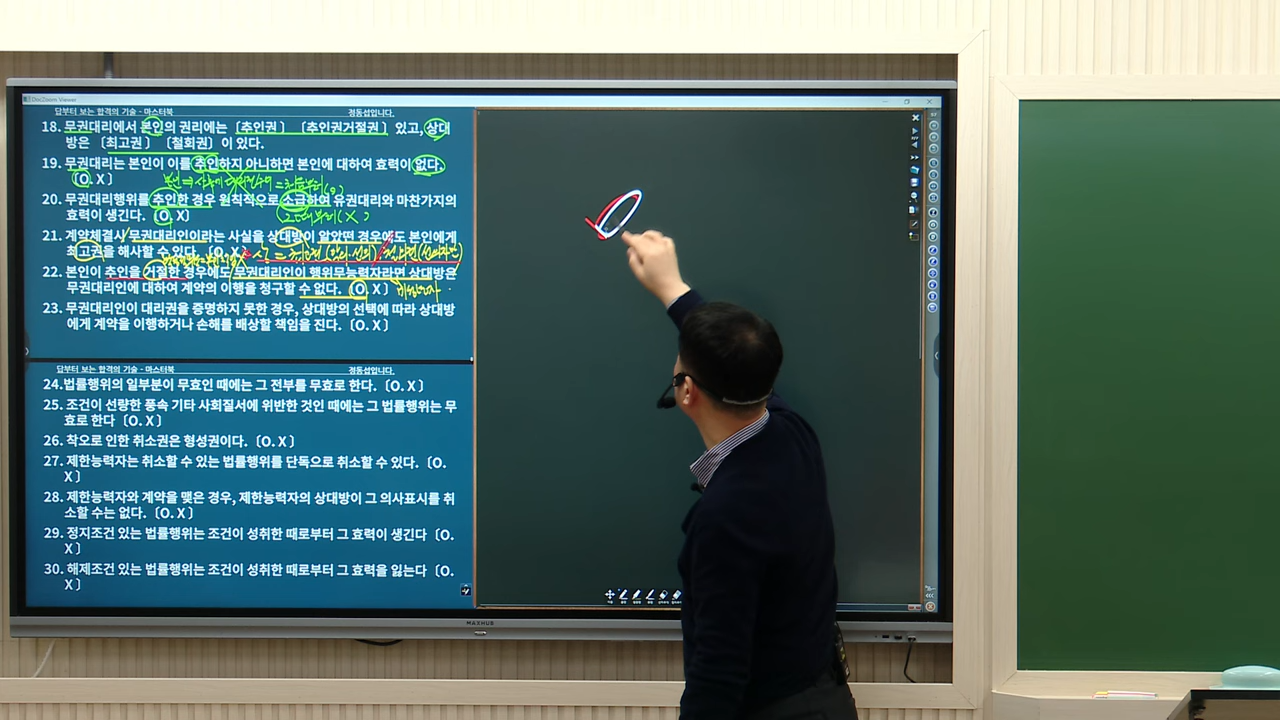 Doc2zoom Viewer
답부터 보는 합격의 기술 - 마스터북 정동섭입니다.
18. 무권대리에서 본인의 권리에는 〔추인권〕 〔추인권거절권〕 있고, 상대
방은 〔최고권〕 〔철회권〕이 있다.
19. 무권대리는 본인이 이를 추인하지 아니하면 본인에 대하여 효력이 없다.
〔O. X〕
20. 무권대리행위를 추인한 경우 원칙적으로 소급하여 유권대리와 마찬가지의
효력이 생긴다. 〔O. X〕
21. 계약체결시 무권대리인이라는 사실을 상대방이 알았던 경우에도 본인에게
최고권을 행사할 수 있다. 〔O. X〕
22. 본인이 추인을 거절한 경우에도 무권대리인이 행위무능력자라면 상대방은
무권대리인에 대하여 계약의 이행을 청구할 수 없다. 〔O. X〕
23. 무권대리인이 대리권을 증명하지 못한 경우, 상대방의 선택에 따라 상대방
에게 계약을 이행하거나 손해를 배상할 책임을 진다. 〔O. X〕
답부터 보는 합격의 기술 - 마스터북 정동섭입니다.
24.법률행위의 일부분이 무효인 때에는 그 전부를 무효로 한다. 〔O. X 〕
25. 조건이 선량한 풍속 기타 사회질서에 위반한 것인 때에는 그 법률행위는 무
효로 한다 〔O. X 〕
26. 착으로 인한 취소권은 형성권이다. 〔O. X 〕
27. 제한능력자는 취소할 수 있는 법률행위를 단독으로 취소할 수 있다. 〔O.
X 〕
28. 제한능력자와 계약을 맺은 경우, 제한능력자의 상대방이 그 의사표시를 취
소할 수는 없다. 〔O. X 〕
29. 정지조건 있는 법률행위는 조건이 성취한 때로부터 그 효력이 생긴다 〔O.
X 〕
30. 해제조건 있는 법률행위는 조건이 성취한 때로부터 그 효력을 잃는다 〔O.
X 〕
MAXHUB